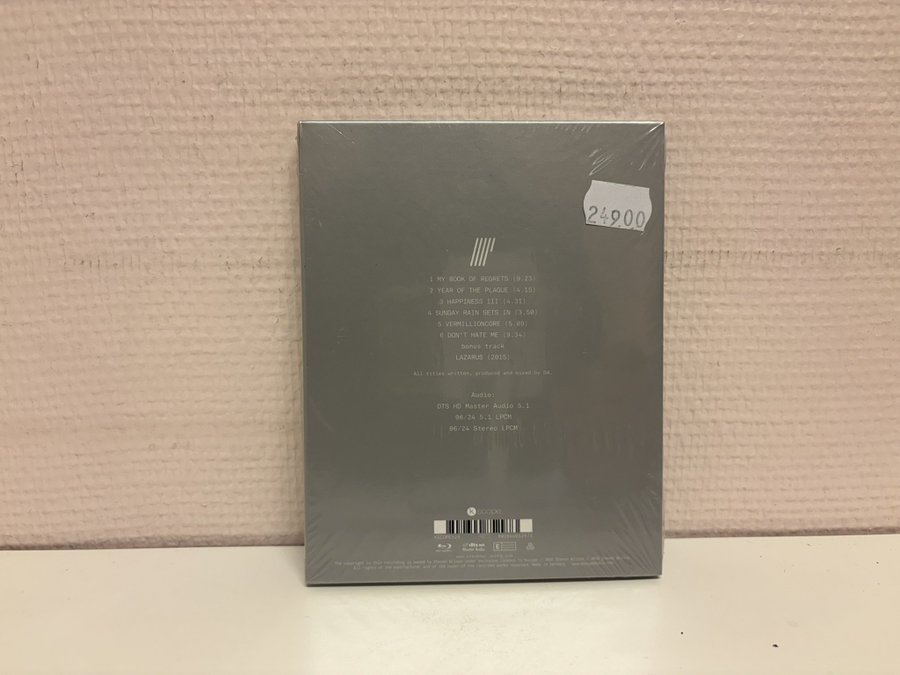 24900
1 MY BOOK OF REGRETS (9.23)
2 YEAR OF THE PLAGUE (4.15)
3 HAPPINESS III (4.31)
4 SUNDAY RAIN SETS IN (3.50)
5 VERMILLIONCORE (5.09)
6 DON'T HATE ME (9.34)
bonus track
LAZARUS (2015)
All titles written, produced and mixed by SW.
Audio:
DTS HD Master Audio 5.1
96/24 5.1 LPCM
96/24 Stereo LPCM
kscope